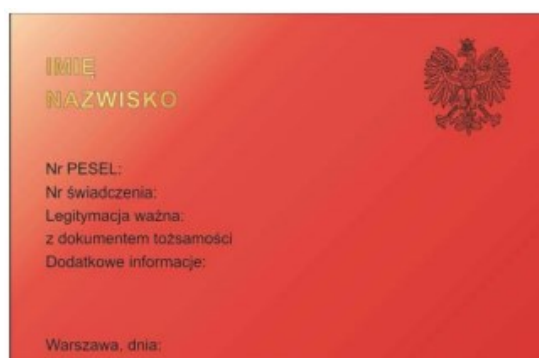 IMIĘ
NAZWISKO
Nr PESEL:
Nr świadczenia:
Legitymacja ważna:
z dokumentem tożsamości
Dodatkowe informacje:
Warszawa, dnia: